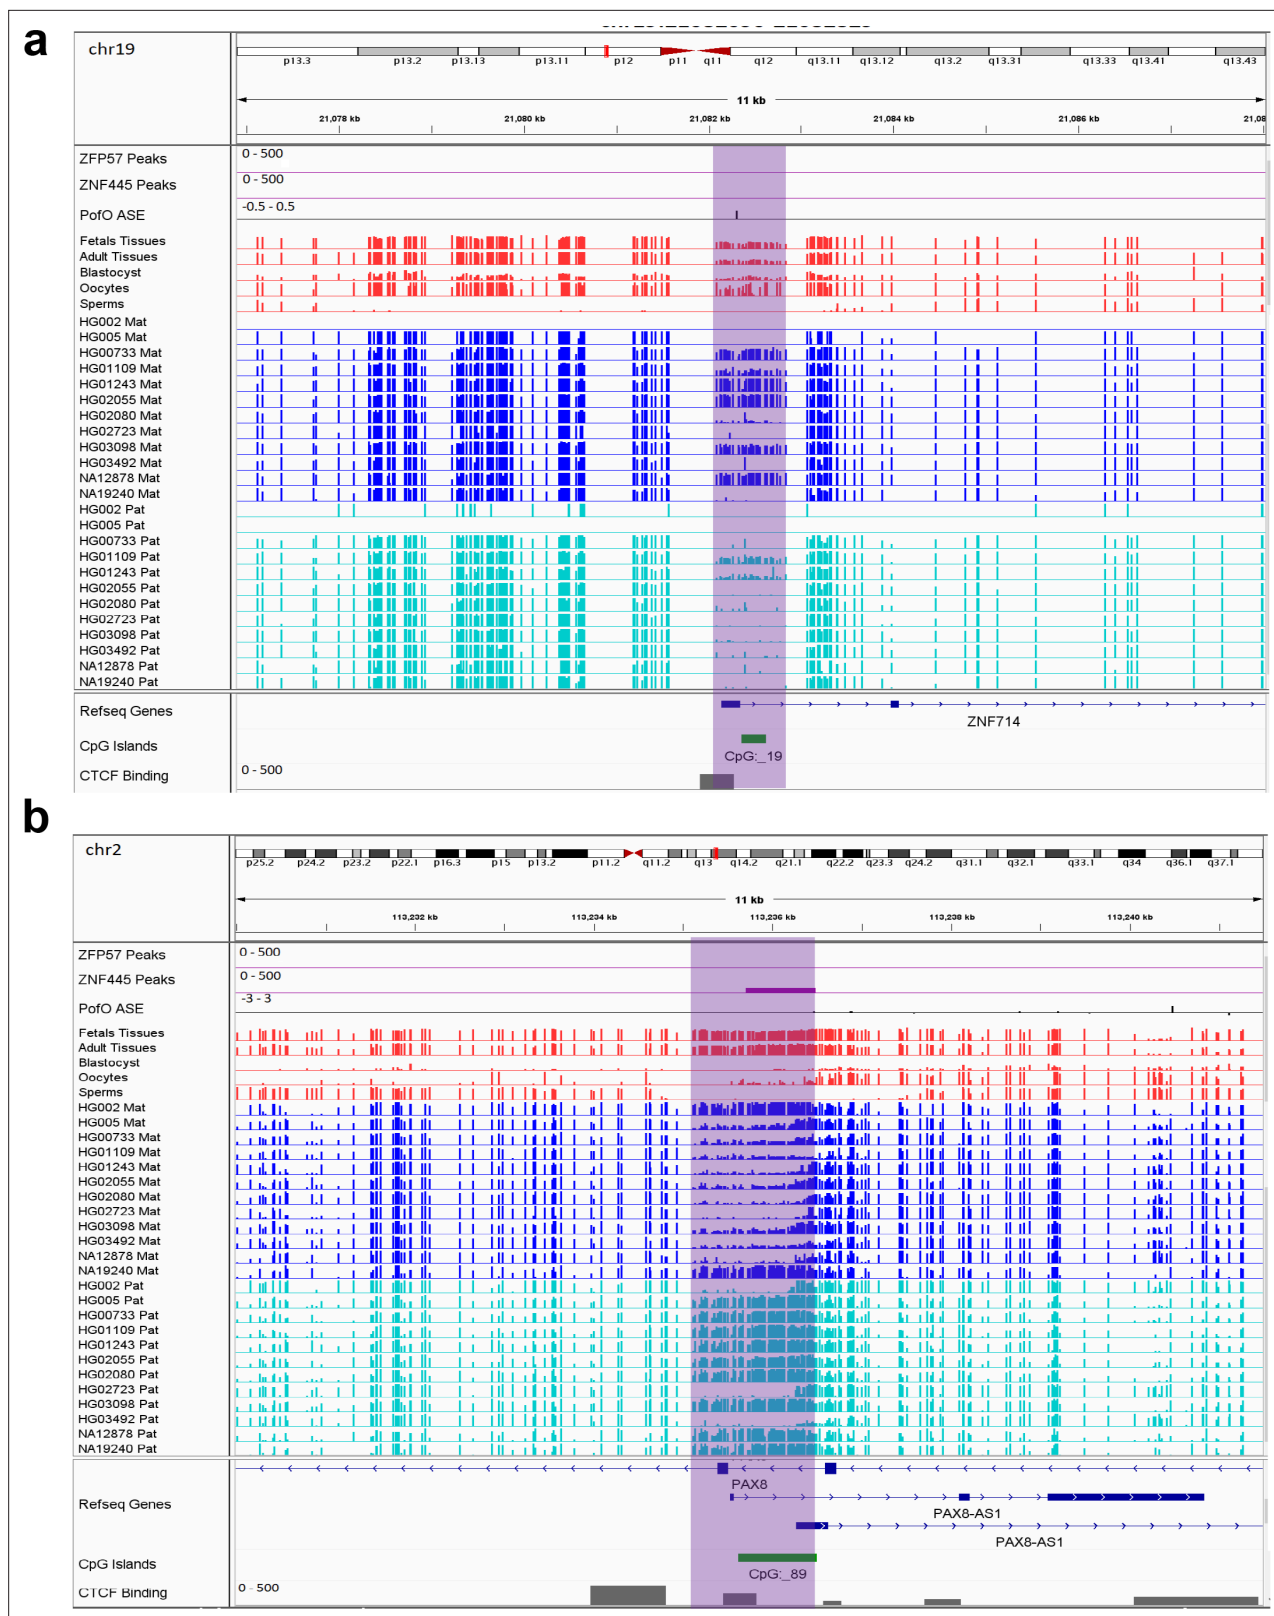 a
chr19
p13.3 p13.2 p13.13 p13.11 p12 p11 q11 q12 q13.11 q13.12 q13.2 q13.31 q13.33 q13.41 q13.43
11 kb
21,078 kb 21,080 kb 21,082 kb 21,084 kb 21,086 kb 21,08
ZFP57 Peaks 0 - 500
ZNF445 Peaks 0 - 500
PofO ASE -0.5 - 0.5
Fetals Tissues
Adult Tissues
Blastocyst
Oocytes
Sperms
HG002 Mat
HG005 Mat
HG00733 Mat
HG01109 Mat
HG01243 Mat
HG02055 Mat
HG02080 Mat
HG02723 Mat
HG03098 Mat
HG03492 Mat
NA12878 Mat
NA19240 Mat
HG002 Pat
HG005 Pat
HG00733 Pat
HG01109 Pat
HG01243 Pat
HG02055 Pat
HG02080 Pat
HG02723 Pat
HG03098 Pat
HG03492 Pat
NA12878 Pat
NA19240 Pat
Refseq Genes
ZNF714
CpG Islands
CpG:_19
CTCF Binding 0 - 500
b
chr2
p25.2 p24.2 p23.2 p22.1 p16.3 p15 p13.2 p11.2 q11.2 q13 q14.2 q21.1 q22.2 q23.3 q24.2 q31.1 q32.1 q33.1 q34 q36.1 q37.1
11 kb
113,232 kb 113,234 kb 113,236 kb 113,238 kb 113,240 kb
ZFP57 Peaks 0 - 500
ZNF445 Peaks 0 - 500
PofO ASE -3 - 3
Fetals Tissues
Adult Tissues
Blastocyst
Oocytes
Sperms
HG002 Mat
HG005 Mat
HG00733 Mat
HG01109 Mat
HG01243 Mat
HG02055 Mat
HG02080 Mat
HG02723 Mat
HG03098 Mat
HG03492 Mat
NA12878 Mat
NA19240 Mat
HG002 Pat
HG005 Pat
HG00733 Pat
HG01109 Pat
HG01243 Pat
HG02055 Pat
HG02080 Pat
HG02723 Pat
HG03098 Pat
HG03492 Pat
NA12878 Pat
NA19240 Pat
PAX8
Refseq Genes
PAX8-AS1
PAX8-AS1
CpG Islands
CpG:_89
CTCF Binding 0 - 500